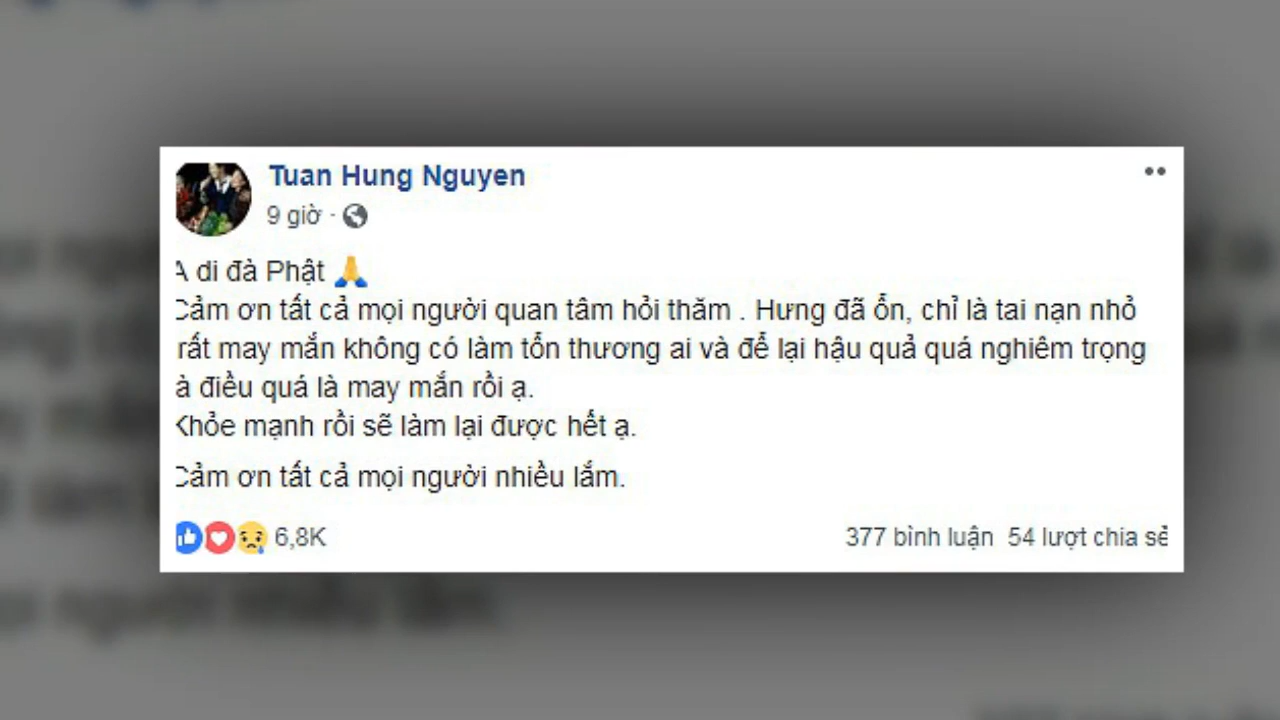 Tuan Hung Nguyen
9 giờ ·
A di đà Phật 🙏
Cảm ơn tất cả mọi người quan tâm hỏi thăm . Hưng đã ổn, chỉ là tai nạn nhỏ
rất may mắn không có làm tổn thương ai và để lại hậu quả quá nghiêm trọng
à điều quá là may mắn rồi ạ.
Khỏe mạnh rồi sẽ làm lại được hết ạ.
Cảm ơn tất cả mọi người nhiều lắm.
6,8K 377 bình luận 54 lượt chia sẻ